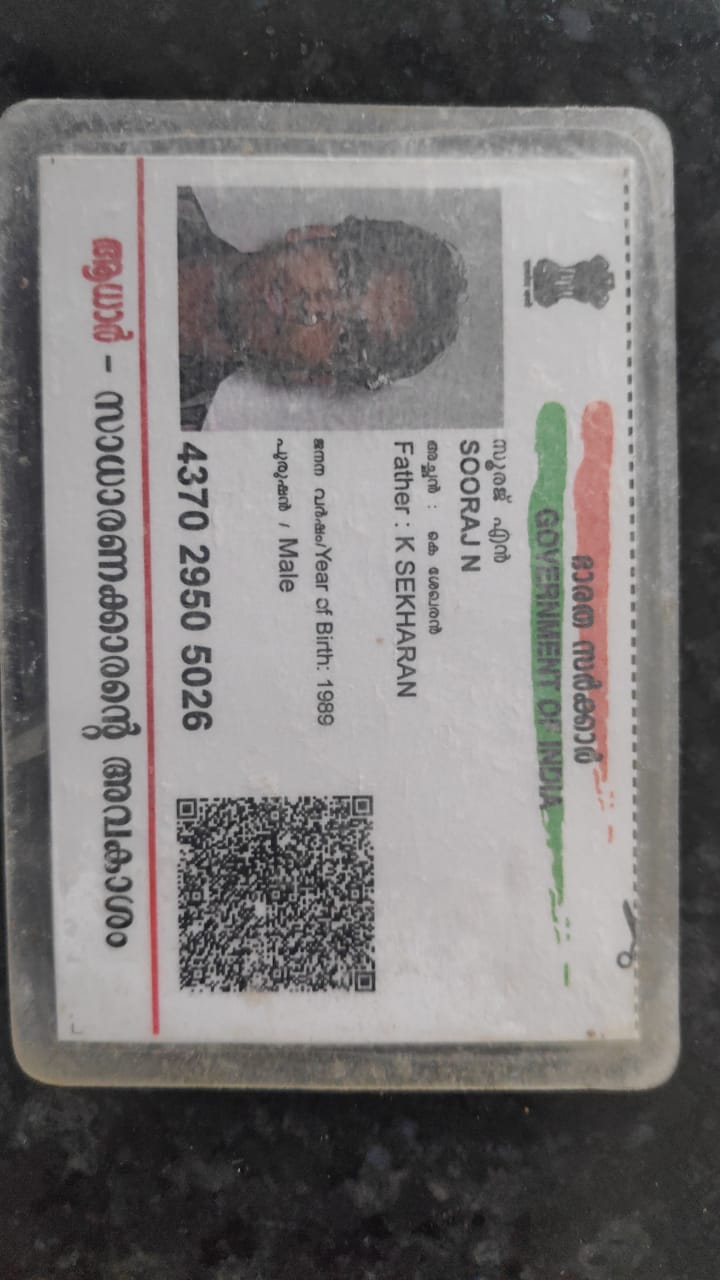 ഭാരത സർക്കാർ
GOVERNMENT OF INDIA
സൂരജ് എൻ
SOORAJ N
അച്ഛൻ : കെ ശേഖരൻ
Father : K SEKHARAN
ജനന വർഷം/Year of Birth: 1989
പുരുഷൻ / Male
4370 2950 5026
ആധാർ - സാധാരണക്കാരന്റെ അവകാശം